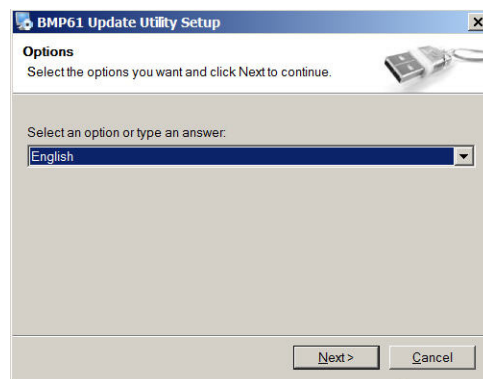 BMP61 Update Utility Setup
Options
Select the options you want and click Next to continue.
Select an option or type an answer:
English
Next >
Cancel